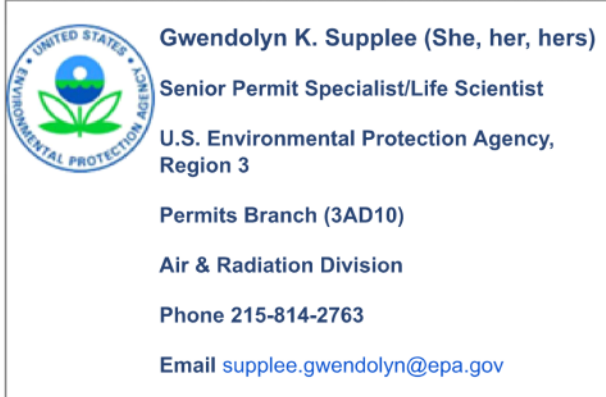 UNITED STATES
ENVIRONMENTAL PROTECTION AGENCY
Gwendolyn K. Supplee (She, her, hers)
Senior Permit Specialist/Life Scientist
U.S. Environmental Protection Agency,
Region 3
Permits Branch (3AD10)
Air & Radiation Division
Phone 215-814-2763
Email supplee.gwendolyn@epa.gov